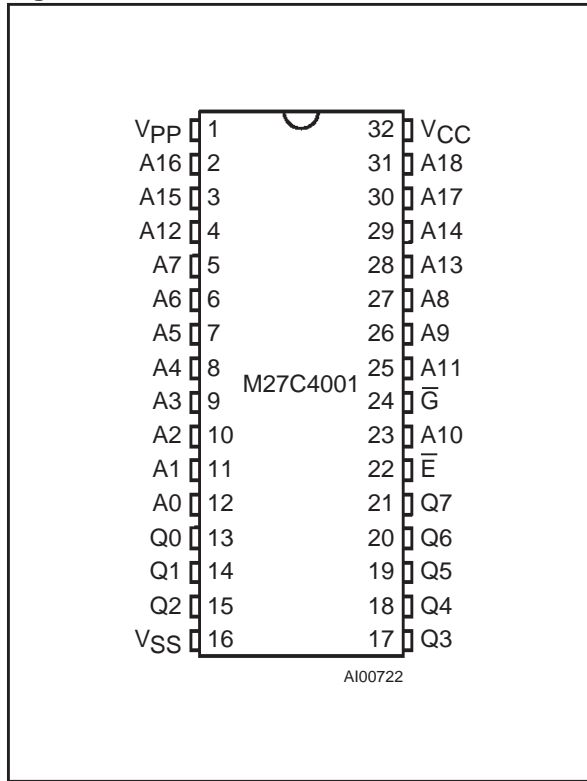 VPP 1 32 VCC
A16 2 31 A18
A15 3 30 A17
A12 4 29 A14
A7 5 28 A13
A6 6 27 A8
A5 7 26 A9
A4 8 25 A11
M27C4001
A3 9 24 G̅
A2 10 23 A10
A1 11 22 E̅
A0 12 21 Q7
Q0 13 20 Q6
Q1 14 19 Q5
Q2 15 18 Q4
VSS 16 17 Q3
AI00722